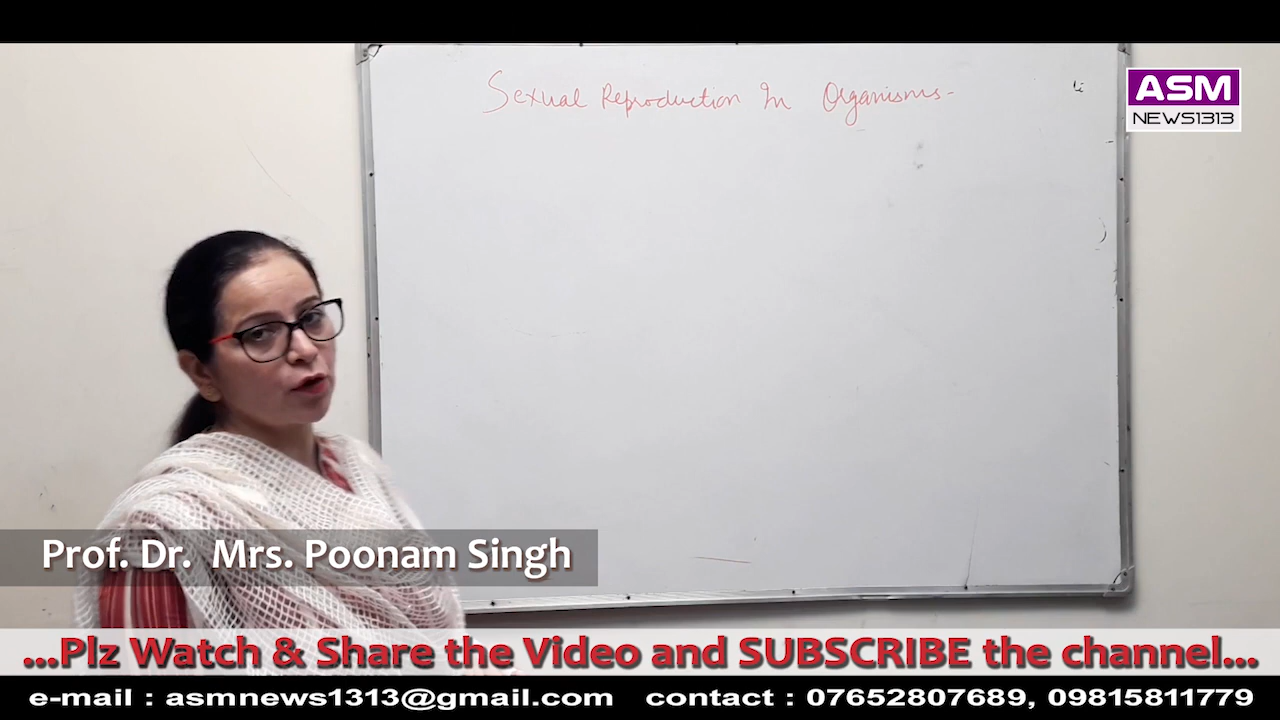 Sexual Reproduction In Organisms-
ASM
NEWS1313
Prof. Dr. Mrs. Poonam Singh
...Plz Watch & Share the Video and SUBSCRIBE the channel...
e-mail : asmnews1313@gmail.com contact : 07652807689, 09815811779